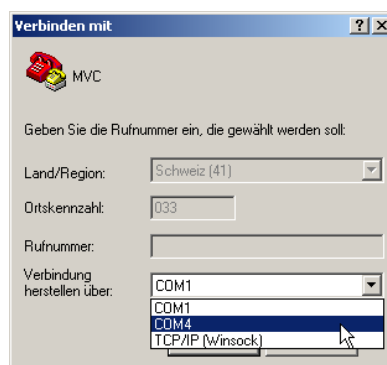 Verbinden mit
MVC
Geben Sie die Rufnummer ein, die gewählt werden soll:
Land/Region: Schweiz (41)
Ortskennzahl: 033
Rufnummer:
Verbindung
herstellen über: COM1
COM1
COM4
TCP/IP (Winsock)